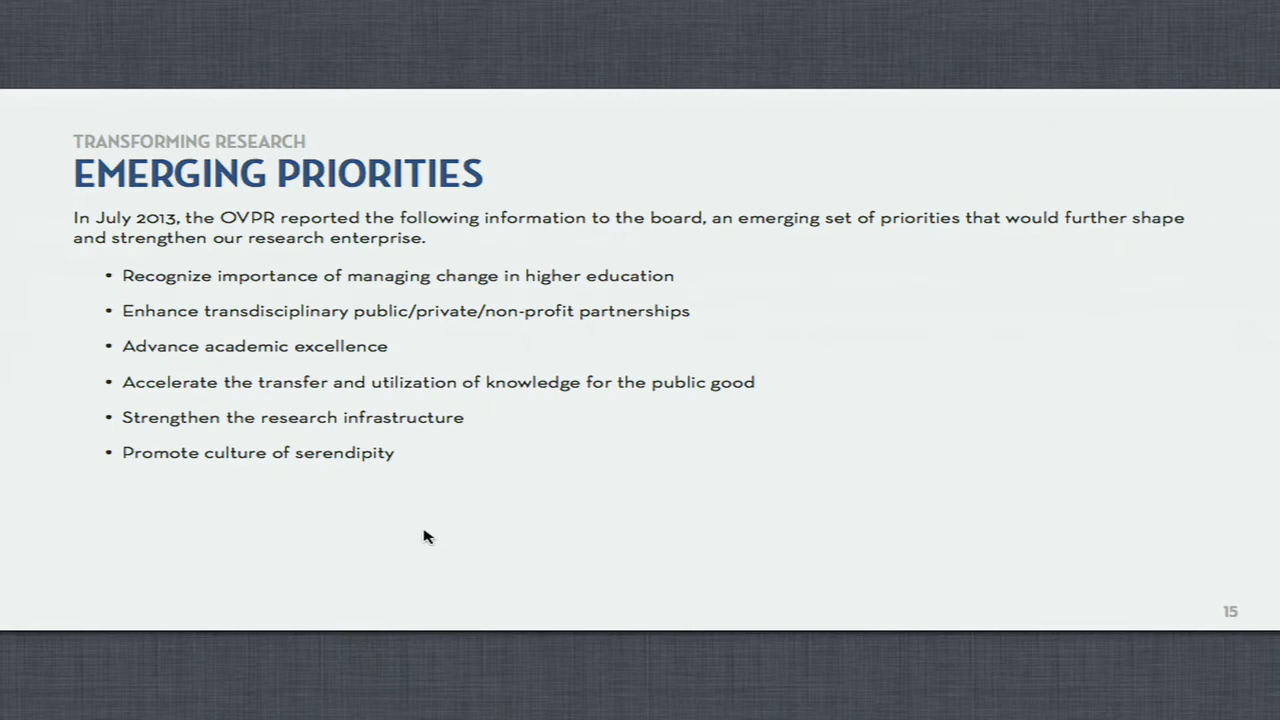 TRANSFORMING RESEARCH
EMERGING PRIORITIES
In July 2013, the OVPR reported the following information to the board, an emerging set of priorities that would further shape
and strengthen our research enterprise.
• Recognize importance of managing change in higher education
• Enhance transdisciplinary public/private/non-profit partnerships
• Advance academic excellence
• Accelerate the transfer and utilization of knowledge for the public good
• Strengthen the research infrastructure
• Promote culture of serendipity
15